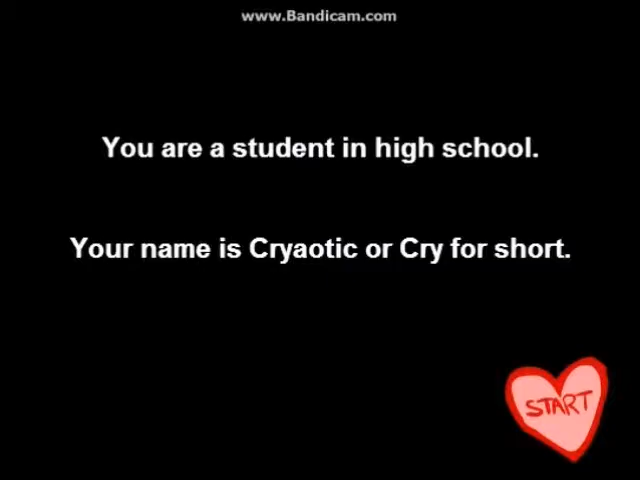 www.Bandicam.com
You are a student in high school.
Your name is Cryaotic or Cry for short.
START